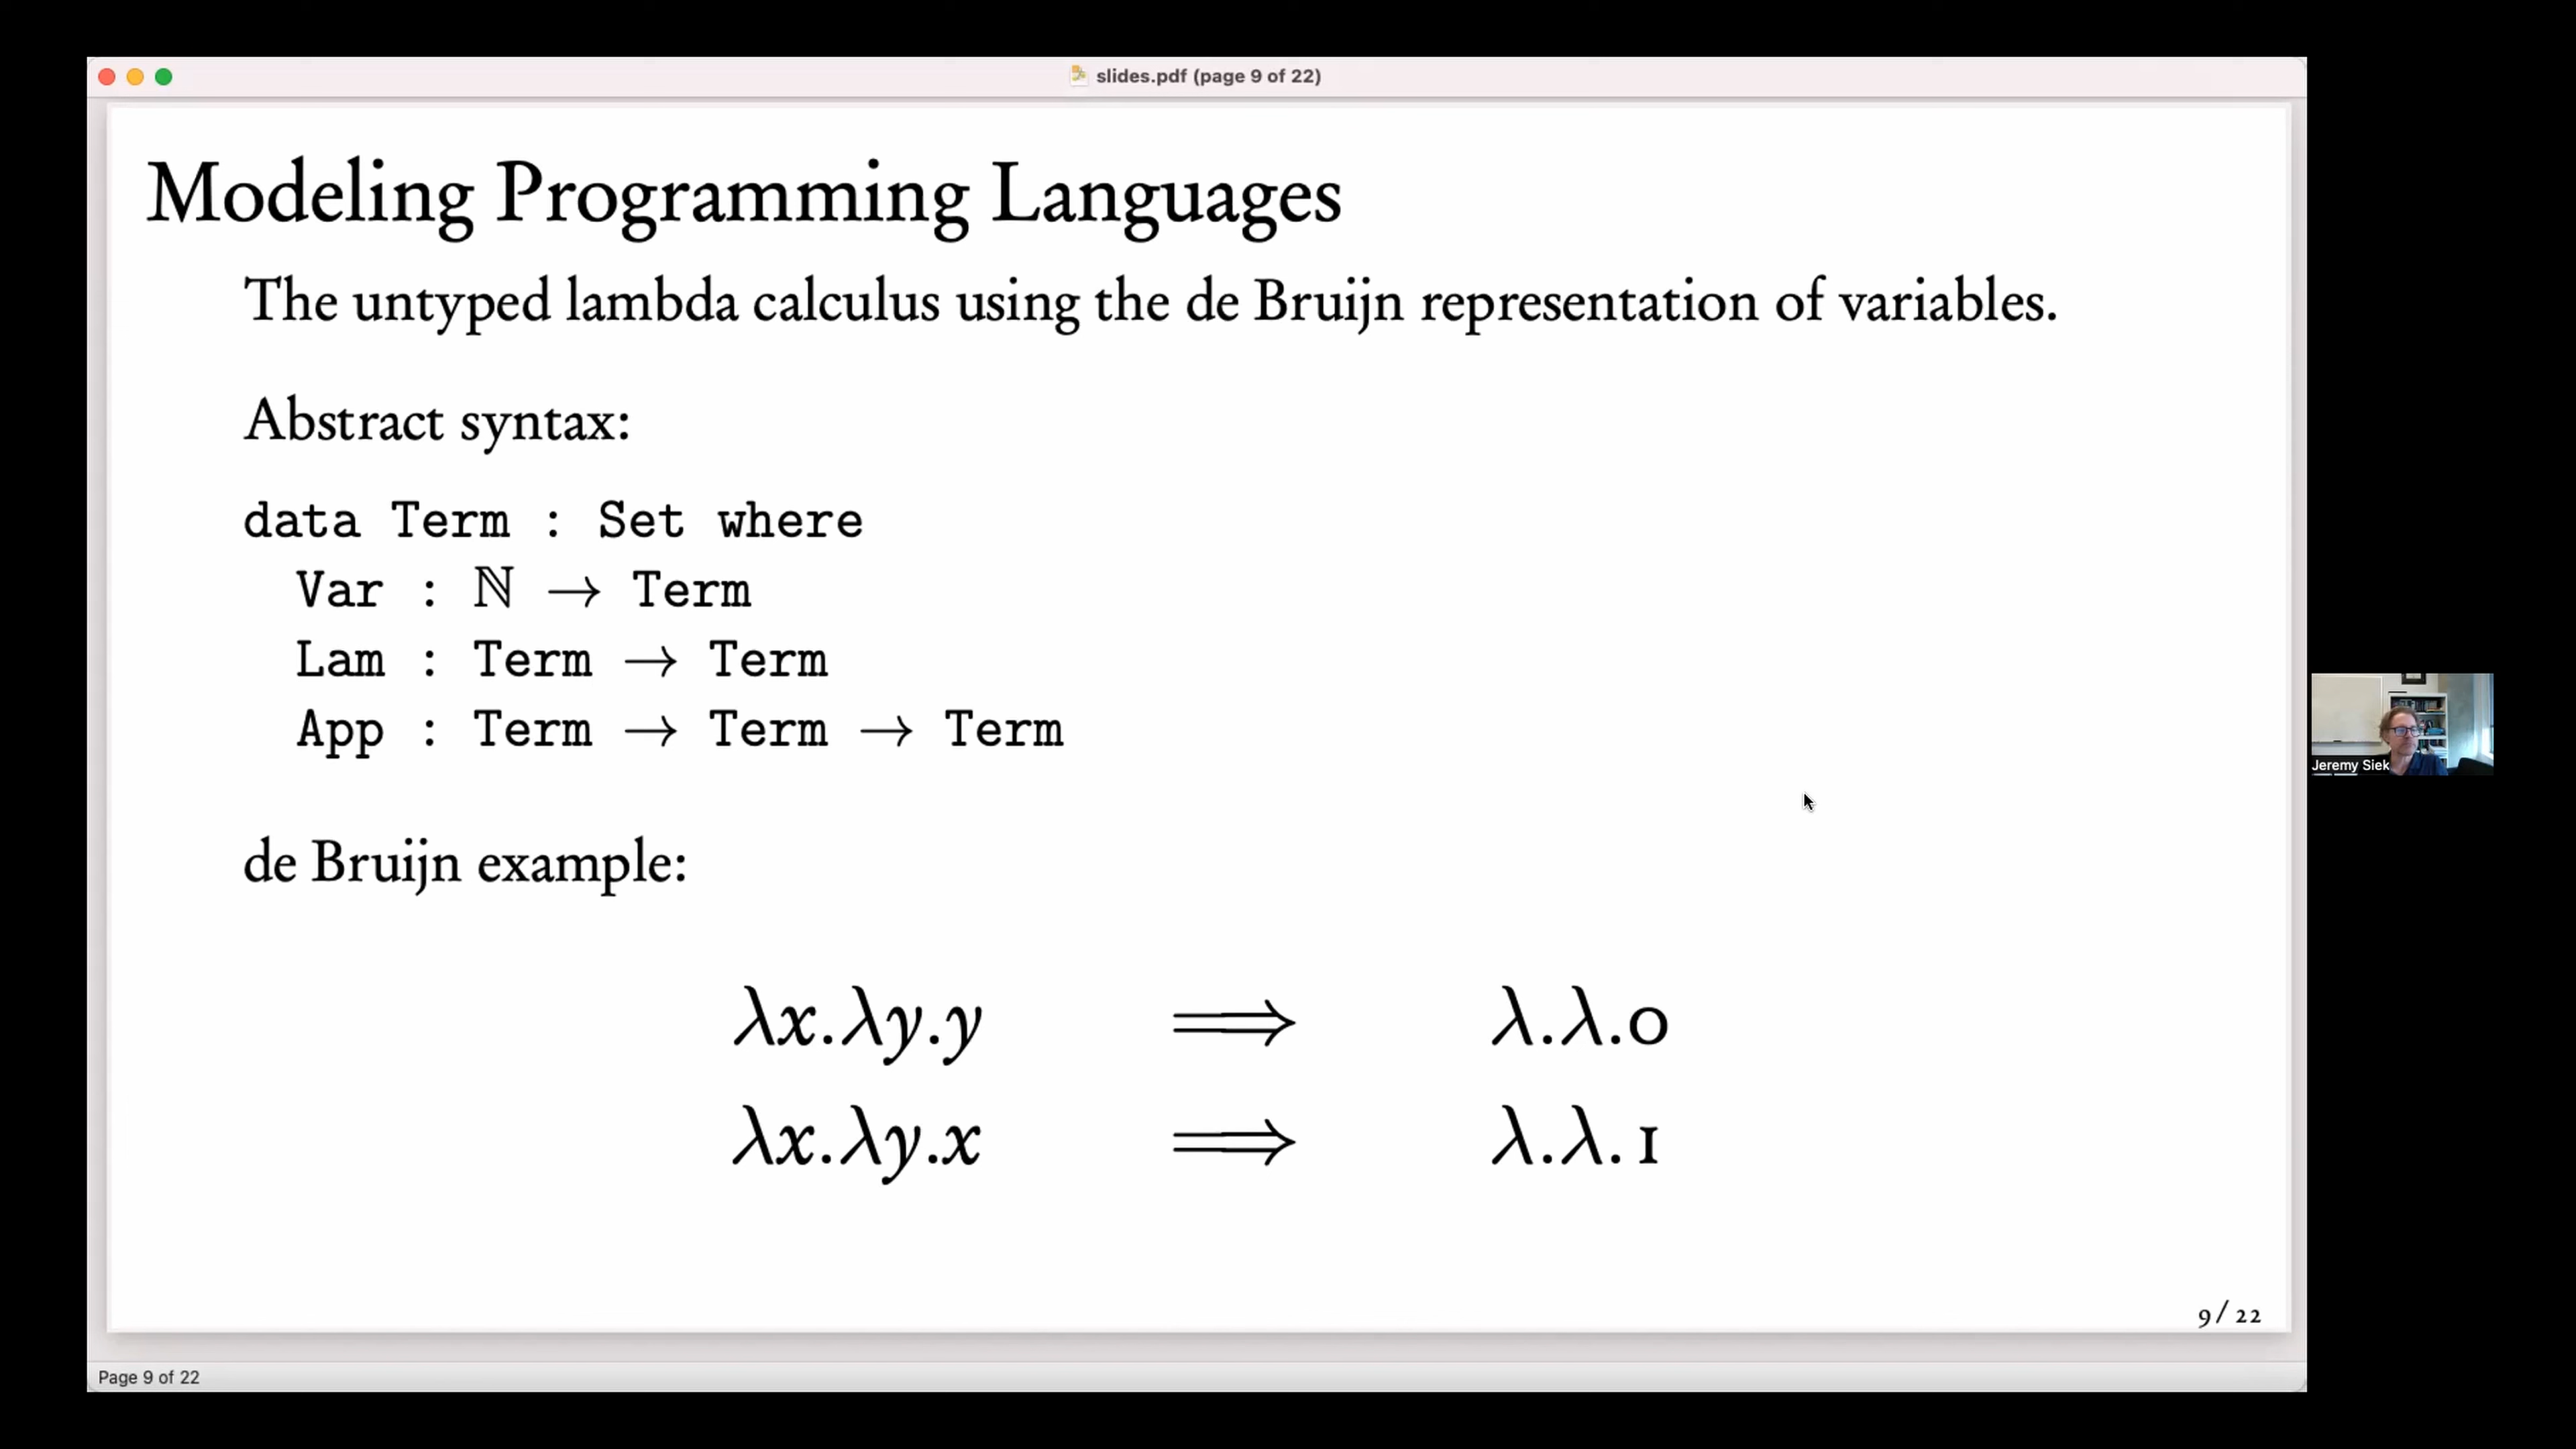 slides.pdf (page 9 of 22)
Modeling Programming Languages
The untyped lambda calculus using the de Bruijn representation of variables.
Abstract syntax:
data Term : Set where
Var : ℕ → Term
Lam : Term → Term
App : Term → Term → Term
de Bruijn example:
λx.λy.y ⟹ λ.λ.0
λx.λy.x ⟹ λ.λ.1
9 / 22
Page 9 of 22
Jeremy Siek